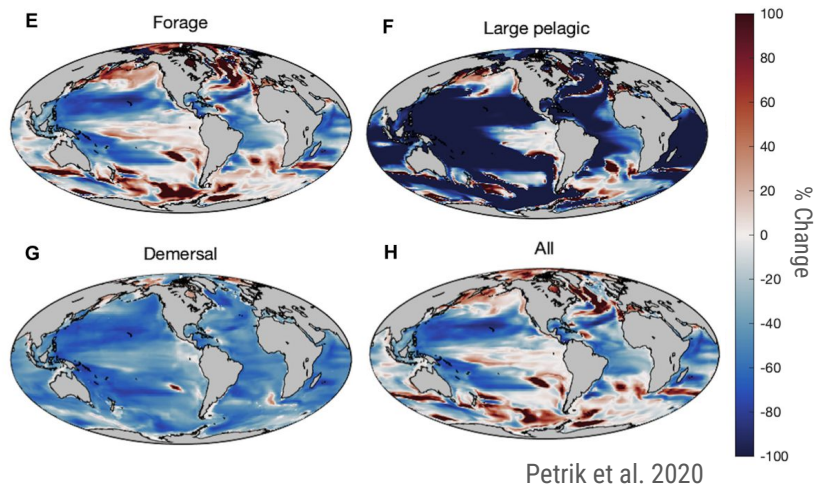 E
Forage
F
Large pelagic
G
Demersal
H
All
100
80
60
40
20
0
-20
-40
-60
-80
-100
% Change
Petrik et al. 2020